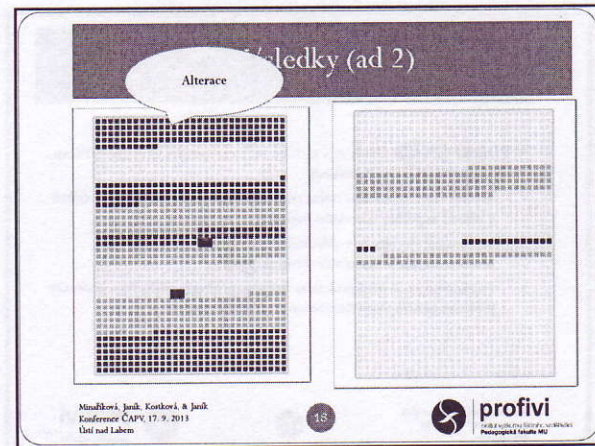 sledky (ad 2)
Alterace
Minaříková, Janík, Kostková, & Janík
Konference ČAPV, 17. 9. 2013
Ústí nad Labem
18
profivi
Pedagogická fakulta MU